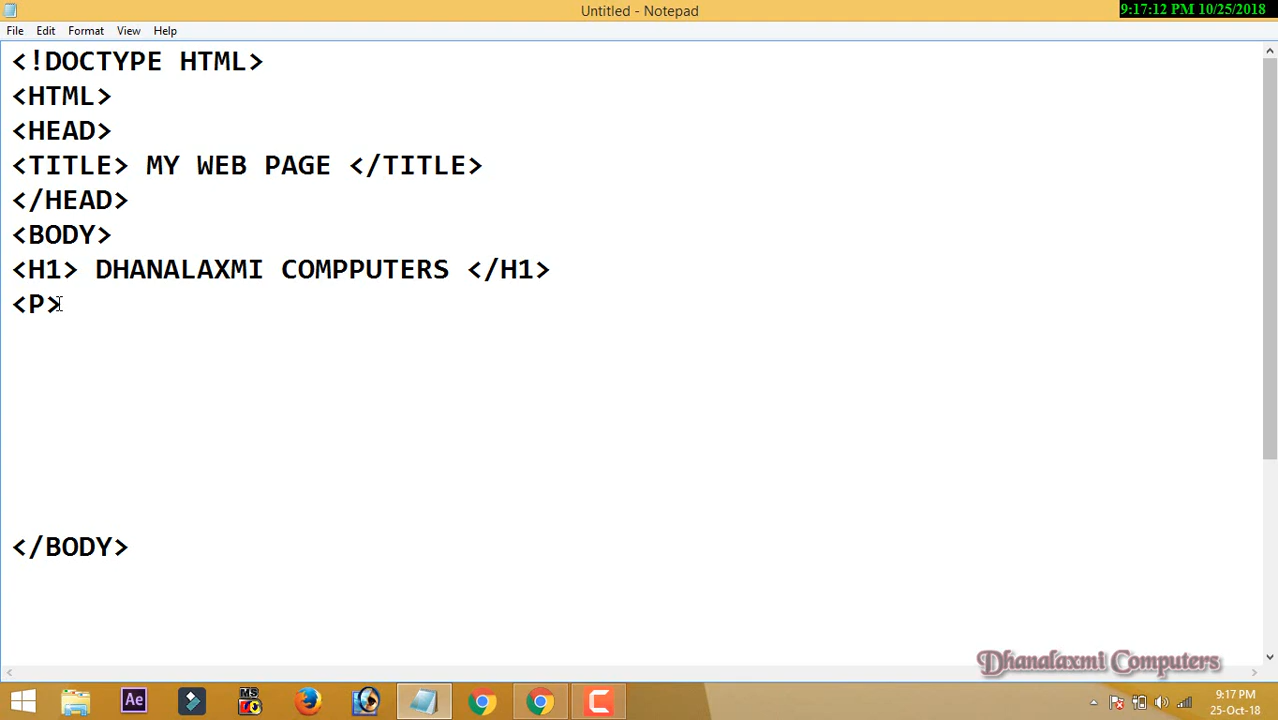 Untitled - Notepad
9:17:12 PM 10/25/2018
File Edit Format View Help
<!DOCTYPE HTML>
<HTML>
<HEAD>
<TITLE> MY WEB PAGE </TITLE>
</HEAD>
<BODY>
<H1> DHANALAXMI COMPPUTERS </H1>
<P>
</BODY>
Dhanalaxmi Computers
Ae
MS
9:17 PM
25-Oct-18